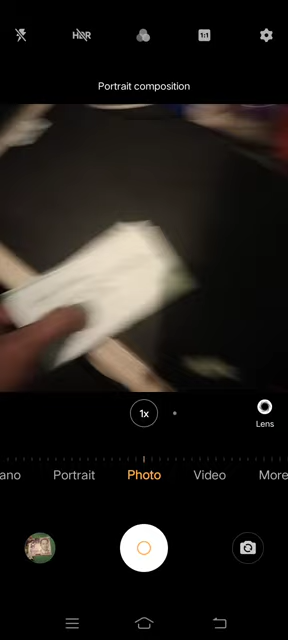 HDR
1:1
Portrait composition
1x
Lens
ano Portrait Photo Video More